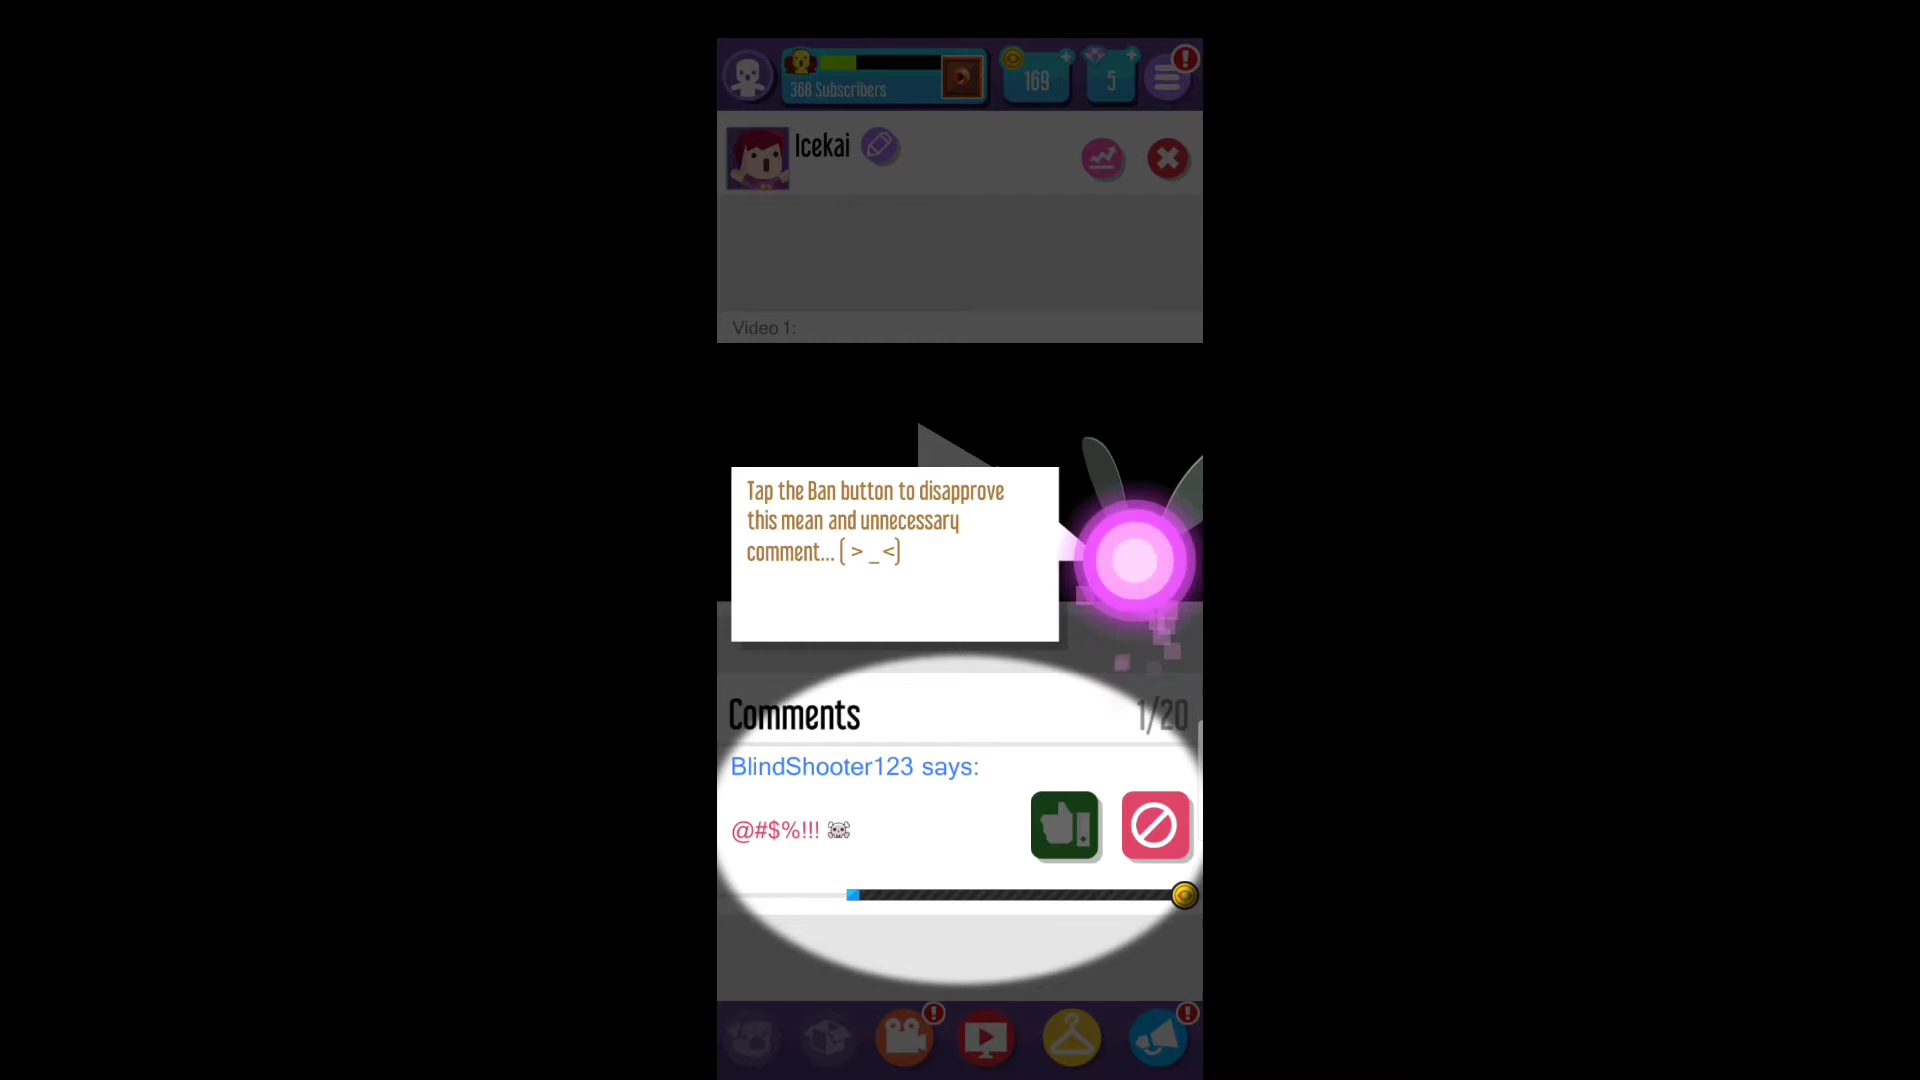 368 Subscribers
169
5
Icekai
Video 1:
Tap the Ban button to disapprove
this mean and unnecessary
comment... ( > _ <)
Comments
1/20
BlindShooter123 says:
@#$%!!! ☠